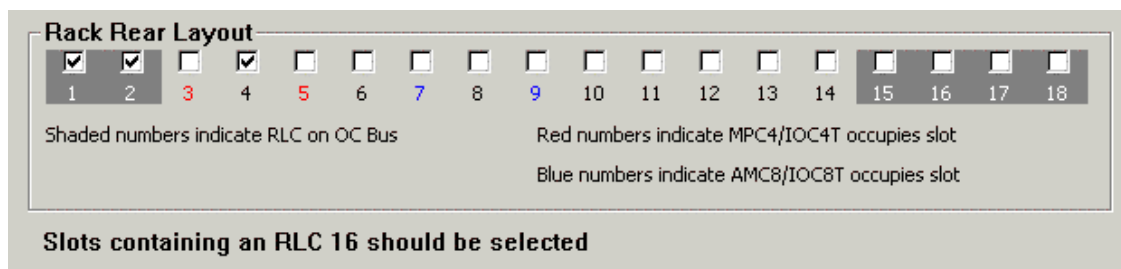 Rack Rear Layout
1 2 3 4 5 6 7 8 9 10 11 12 13 14 15 16 17 18
Shaded numbers indicate RLC on OC Bus
Red numbers indicate MPC4/IOC4T occupies slot
Blue numbers indicate AMC8/IOC8T occupies slot
Slots containing an RLC 16 should be selected